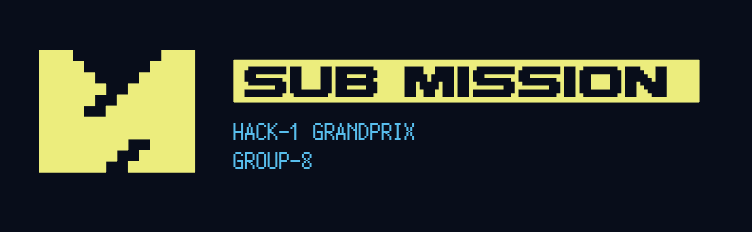 SUB MISSION
HACK-1 GRANDPRIX
GROUP-8